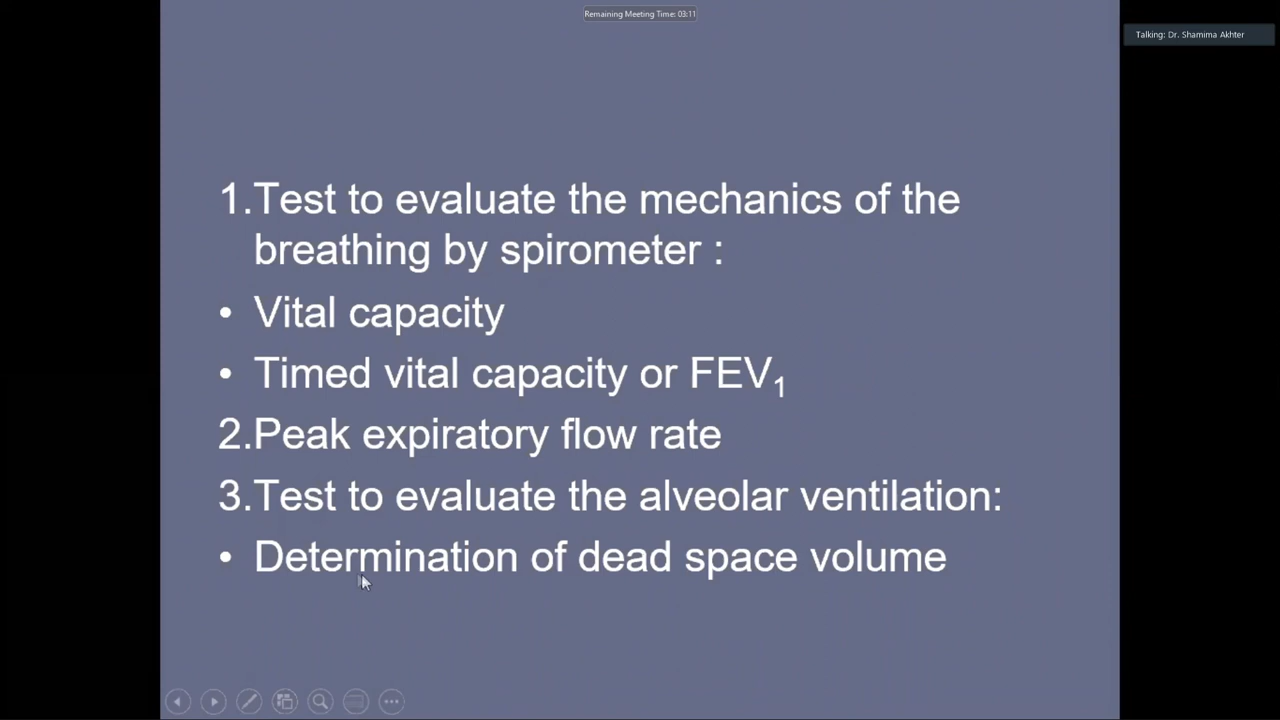 Remaining Meeting Time: 03:11
Talking: Dr. Shamima Akhter
1.Test to evaluate the mechanics of the
breathing by spirometer :
• Vital capacity
• Timed vital capacity or FEV₁
2.Peak expiratory flow rate
3.Test to evaluate the alveolar ventilation:
• Determination of dead space volume